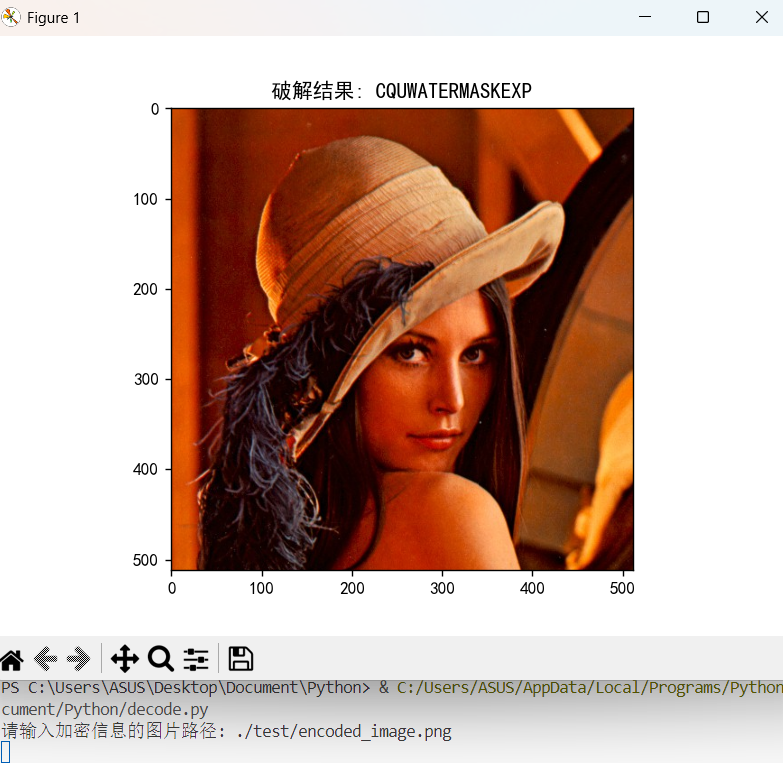 Figure 1
破解结果: CQUWATERMASKEXP
0
100
200
300
400
500
0 100 200 300 400 500
PS C:\Users\ASUS\Desktop\Document\Python> & C:/Users/ASUS/AppData/Local/Programs/Python
cument/Python/decode.py
请输入加密信息的图片路径: ./test/encoded_image.png